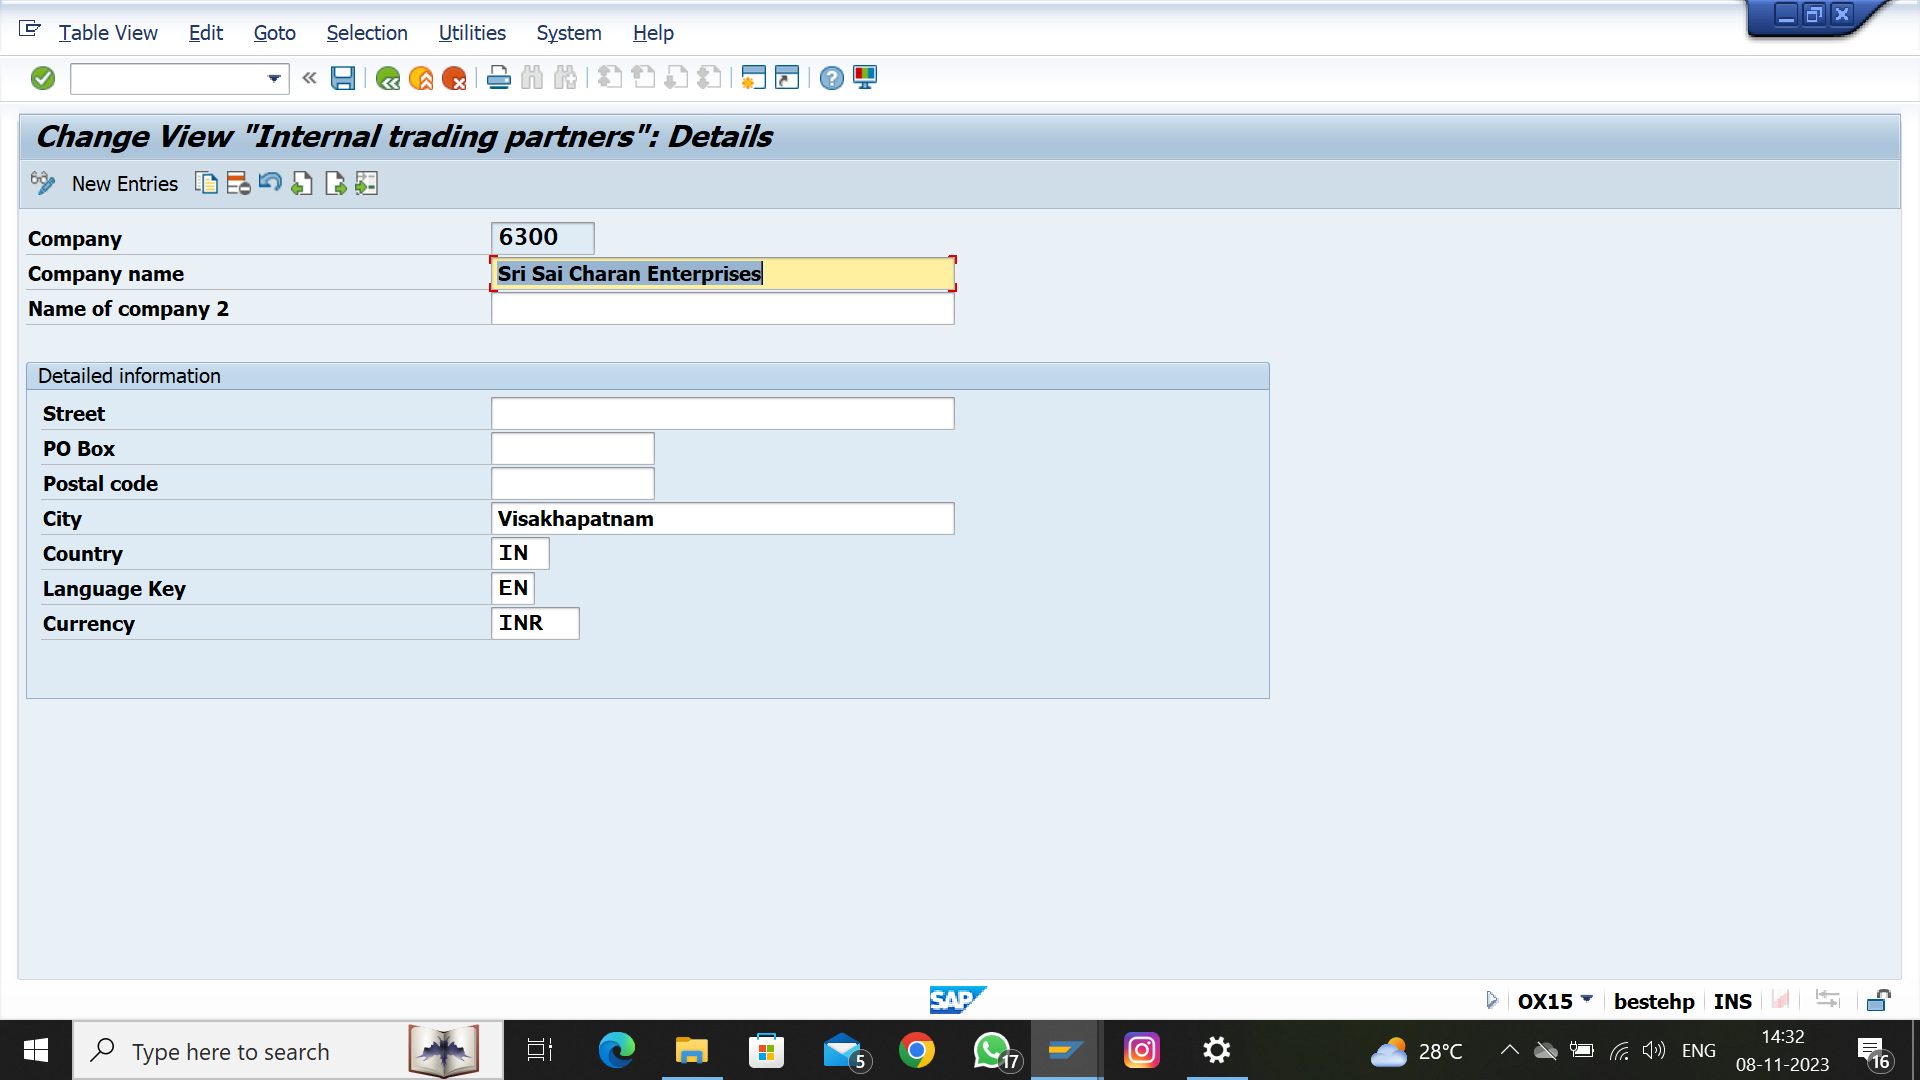 Table View Edit Goto Selection Utilities System Help
Change View "Internal trading partners": Details
New Entries
Company 6300
Company name Sri Sai Charan Enterprises
Name of company 2
Detailed information
Street
PO Box
Postal code
City Visakhapatnam
Country IN
Language Key EN
Currency INR
SAP
OX15 bestehp INS
Type here to search
5
17
28°C
ENG
14:32
08-11-2023
16